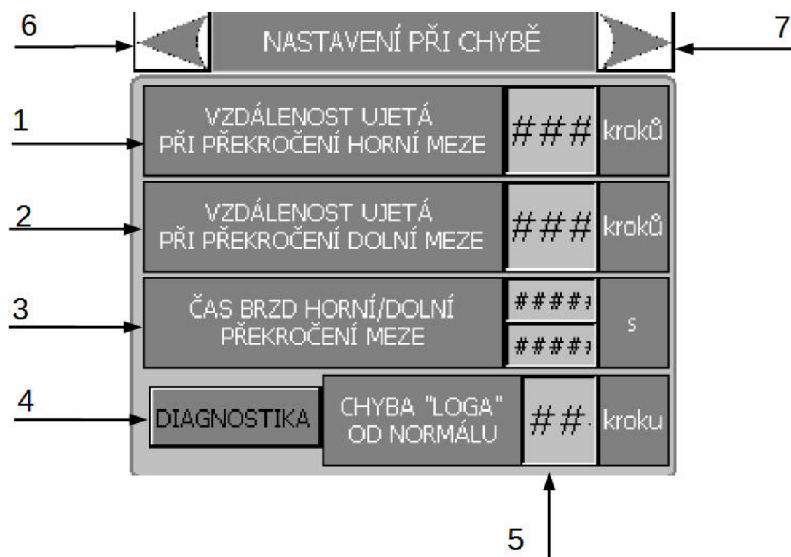 6
NASTAVENÍ PŘI CHYBĚ
7
1
VZDÁLENOST UJETÁ
PŘI PŘEKROČENÍ HORNÍ MEZE
###
kroků
2
VZDÁLENOST UJETÁ
PŘI PŘEKROČENÍ DOLNÍ MEZE
###
kroků
3
ČAS BRZD HORNÍ/DOLNÍ
PŘEKROČENÍ MEZE
####
####
s
4
DIAGNOSTIKA
CHYBA "LOGA"
OD NORMÁLU
##.
kroku
5